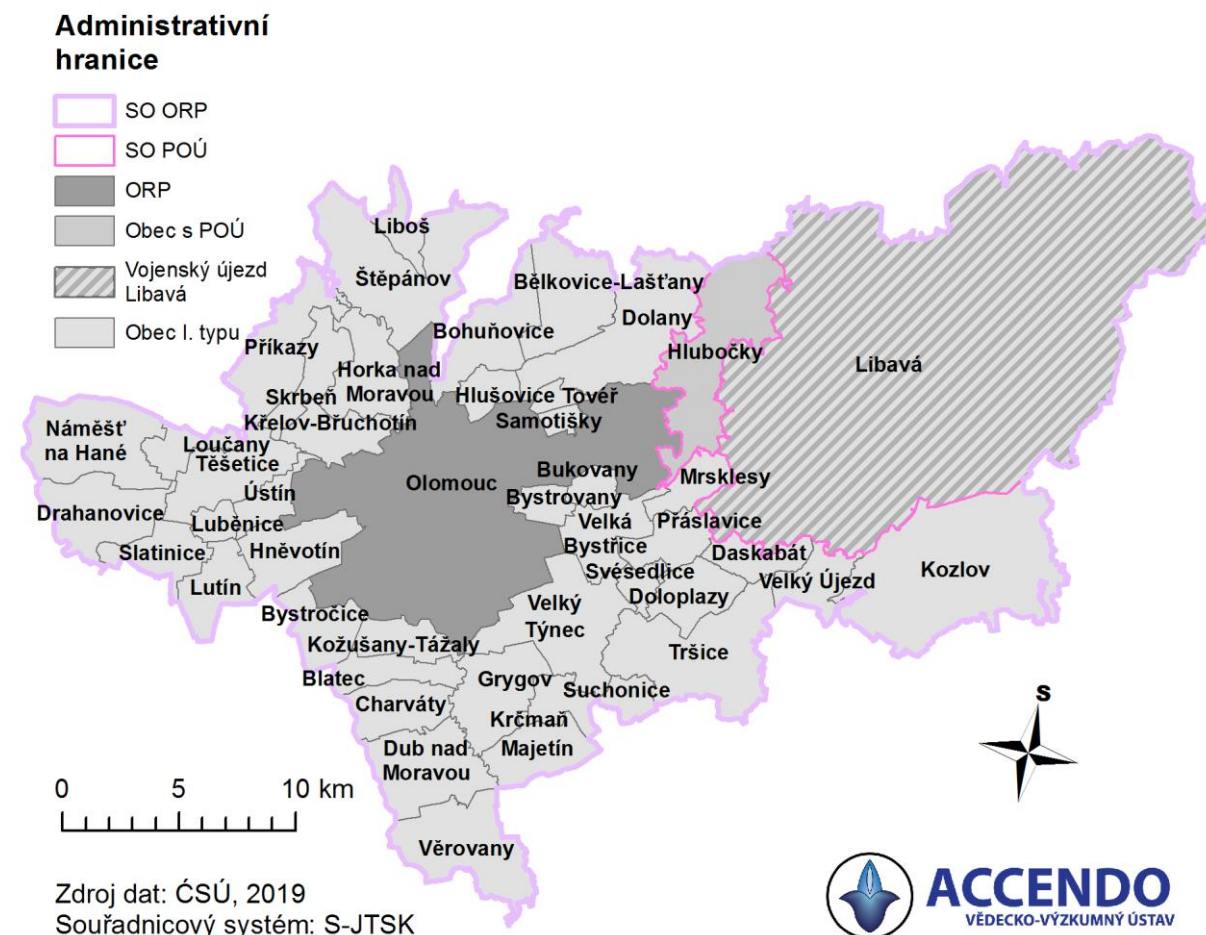 Administrativní
hranice
SO ORP
SO POÚ
ORP
Obec s POÚ
Vojenský újezd
Libavá
Obec I. typu
Liboš
Štěpánov
Bělkovice-Lašťany
Dolany
Bohuňovice
Příkazy
Hlubočky
Libavá
Horka nad
Moravou
Skrbeň
Hlušovice
Tovéř
Křelov-Břuchotín
Samotišky
Náměšť
na Hané
Loučany
Těšetice
Olomouc
Bukovany
Mrsklesy
Ústín
Bystrovany
Drahanovice
Luběnice
Velká
Bystřice
Přáslavice
Slatinice
Hněvotín
Daskabát
Svésedlice
Velký Újezd
Kozlov
Lutín
Doloplazy
Bystročice
Velký
Týnec
Kožušany-Tážaly
Tršice
Blatec
Grygov
Suchonice
Charváty
Krčmaň
Majetín
Dub nad
Moravou
Věrovany
S
0 5 10 km
Zdroj dat: ĆSÚ, 2019
Souřadnicový systém: S-JTSK
ACCENDO
VĚDECKO-VÝZKUMNÝ ÚSTAV